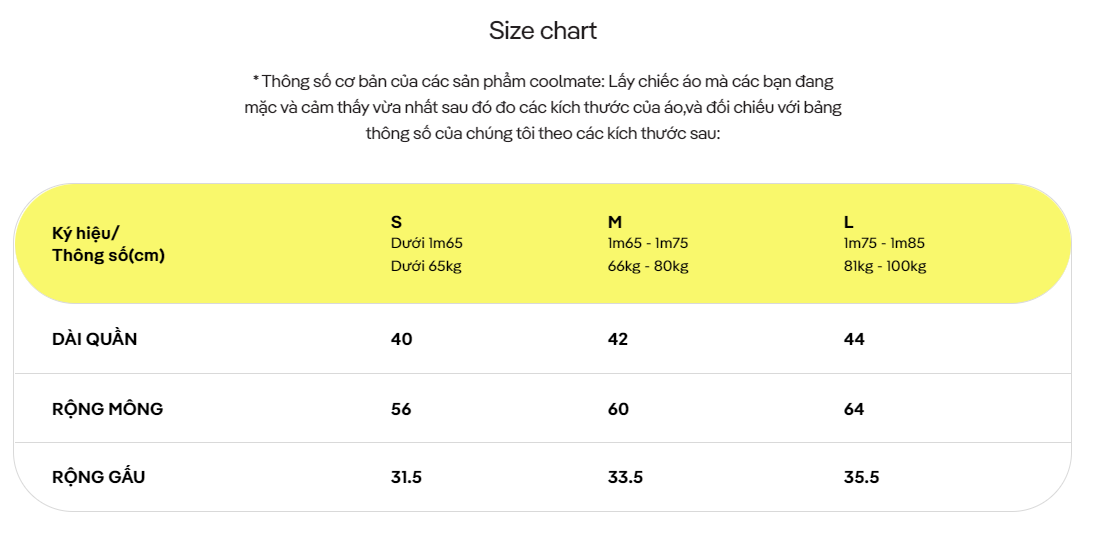 Size chart
* Thông số cơ bản của các sản phẩm coolmate: Lấy chiếc áo mà các bạn đang
mặc và cảm thấy vừa nhất sau đó đo các kích thước của áo,và đối chiếu với bảng
thông số của chúng tôi theo các kích thước sau:
Ký hiệu/ Thông số(cm)
S Dưới 1m65 Dưới 65kg
M 1m65 - 1m75 66kg - 80kg
L 1m75 - 1m85 81kg - 100kg
DÀI QUẦN 40 42 44
RỘNG MÔNG 56 60 64
RỘNG GẤU 31.5 33.5 35.5